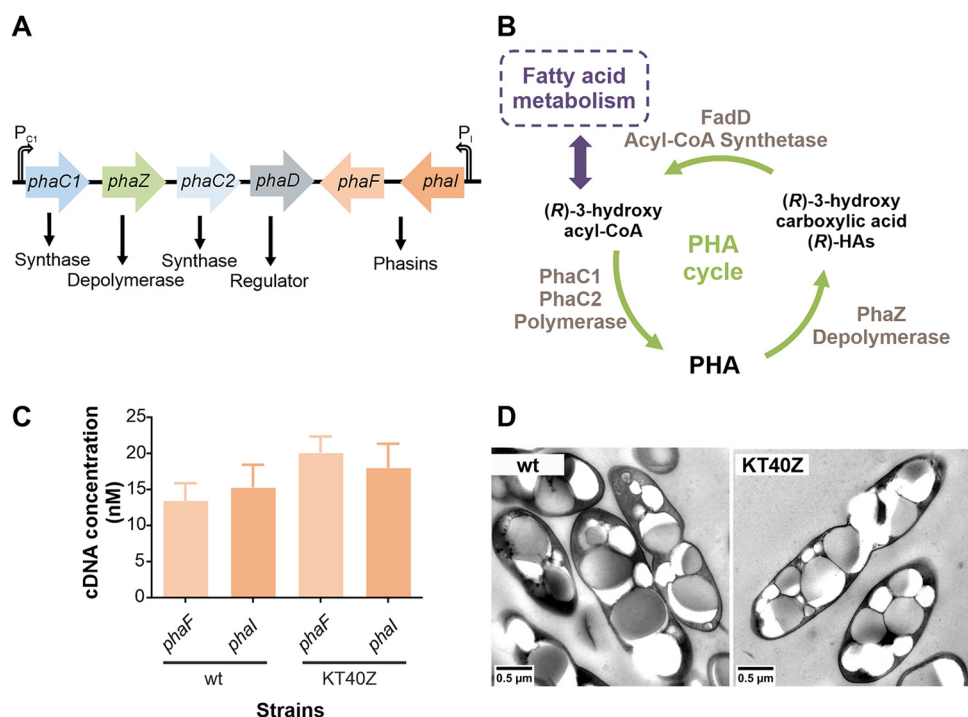 A
P_C1
P_I
phaC1 phaZ phaC2 phaD phaF phaI
Synthase Synthase Phasins
Depolymerase Regulator
B
Fatty acid
metabolism
FadD
Acyl-CoA Synthetase
(R)-3-hydroxy
acyl-CoA
(R)-3-hydroxy
carboxylic acid
(R)-HAs
PHA
cycle
PhaC1
PhaC2
Polymerase
PhaZ
Depolymerase
PHA
C
cDNA concentration
(nM)
25
20
15
10
5
0
phaF phaI phaF phaI
wt KT40Z
Strains
D
wt
0.5 µm
KT40Z
0.5 µm